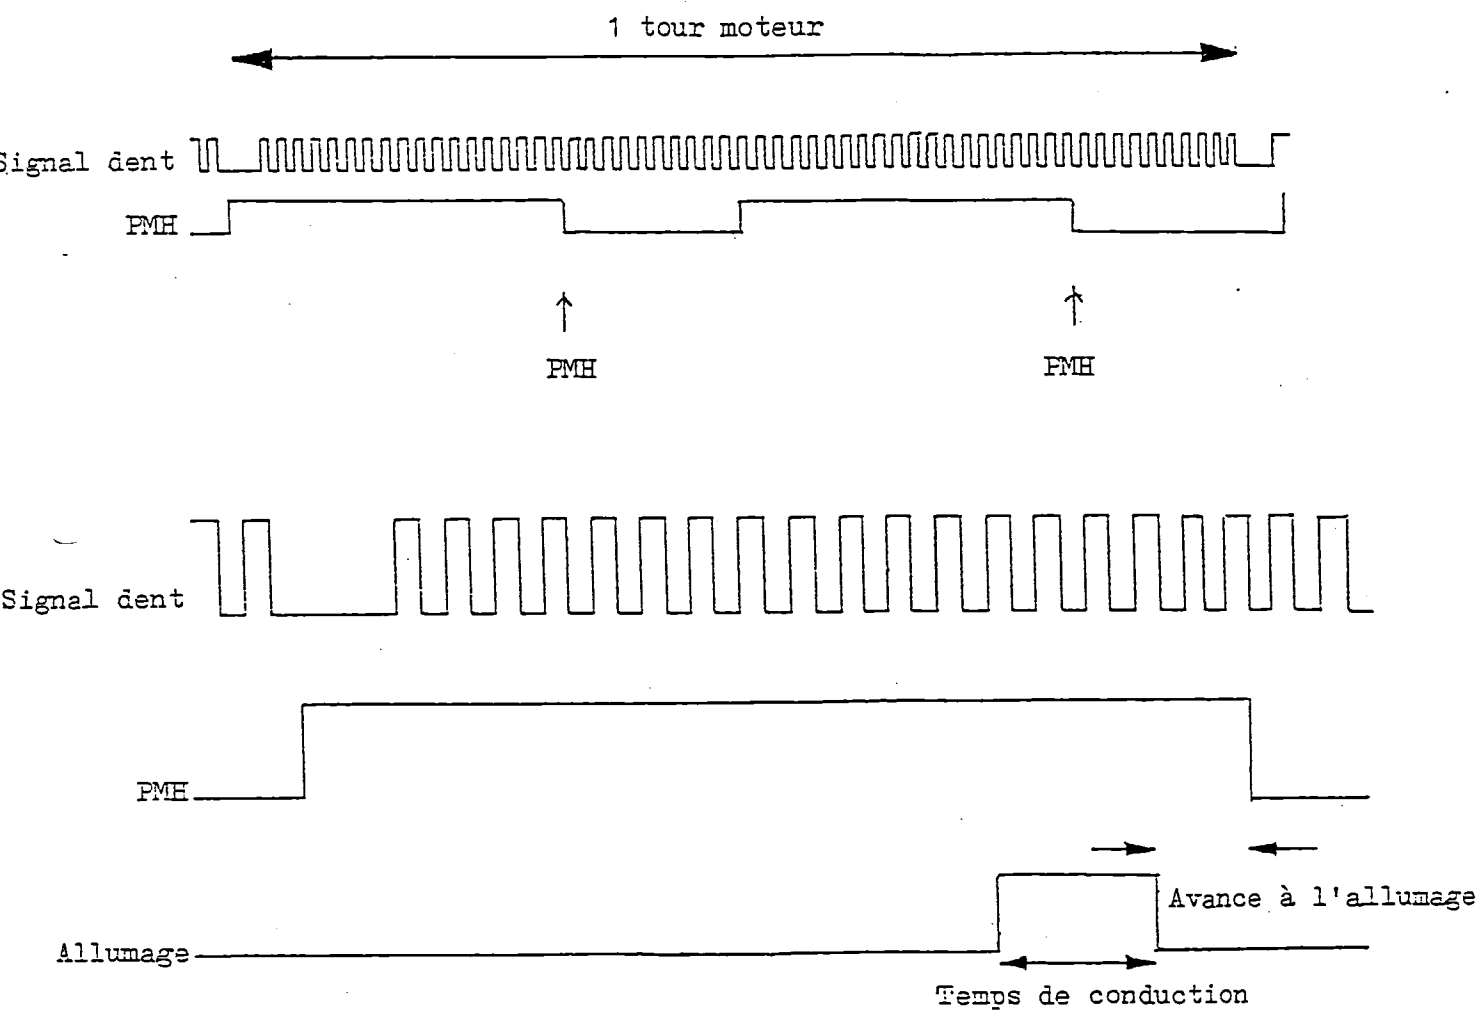 1 tour moteur
Signal dent
PMH
PMH
PMH
Signal dent
PMH
Avance à l'allumage
Allumage
Temps de conduction